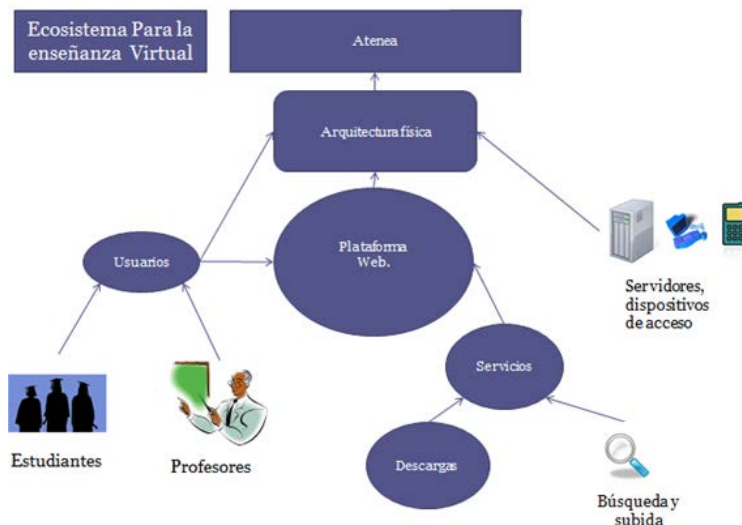 Ecosistema Para la
enseñanza Virtual
Atenea
Arquitectura física
Usuarios
Plataforma
Web.
Servidores,
dispositivos
de acceso
Servicios
Estudiantes
Profesores
Descargas
Búsqueda y
subida